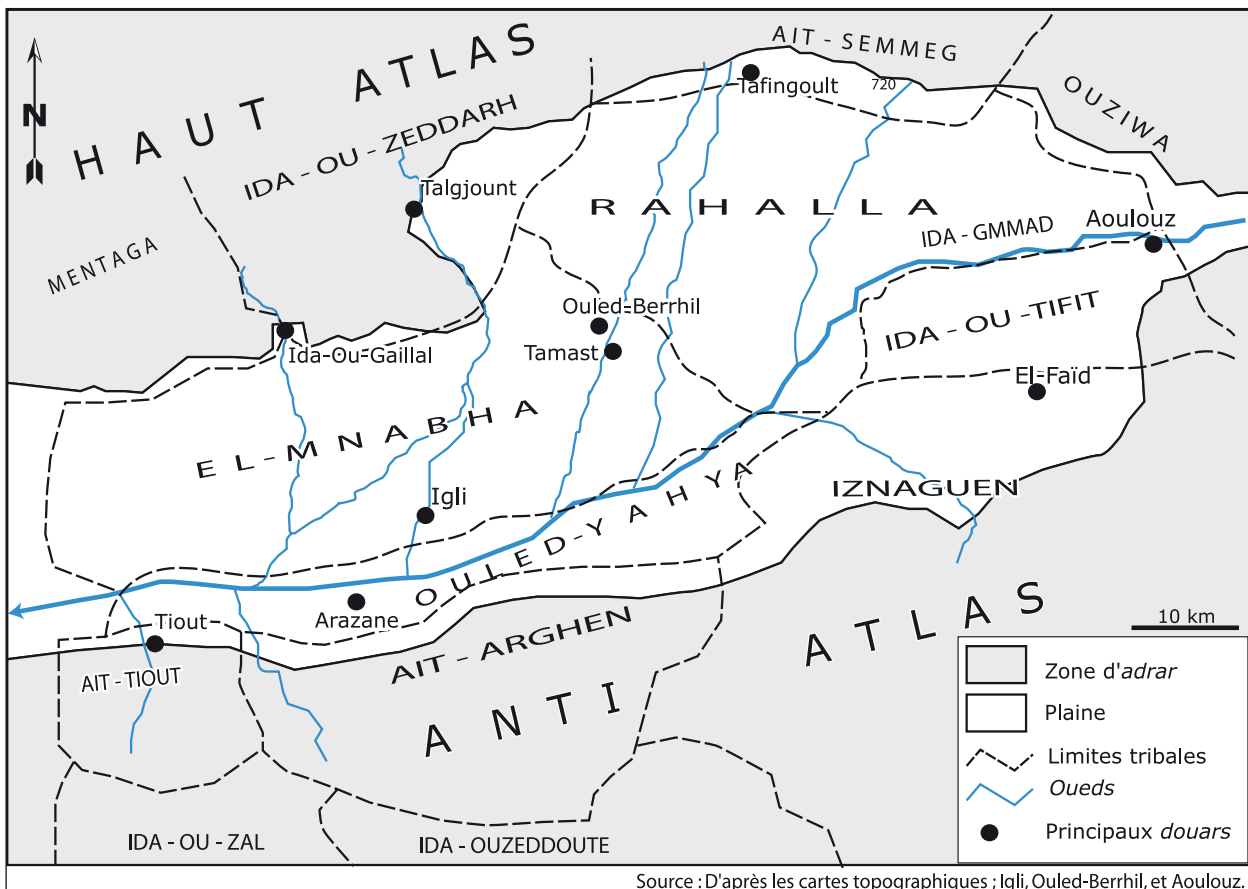 HAUT ATLAS
AIT - SEMMEG
OUZIWA
N
Tafingoult
720
IDA - OU - ZEDDARH
Talgjount
RAHALLA
IDA - GMMAD
Aoulouz
MENTAGA
Ouled-Berrhil
IDA - OU - TIFIT
Ida-Ou-Gaillal
Tamast
El-Faïd
EL-MNABHA
IZNAGUEN
Igli
OULED-YAHYA
Arazane
Tiout
AIT - ARGHEN
AIT - TIOUT
ANTI ATLAS
10 km
Zone d'adrar
Plaine
Limites tribales
Oueds
Principaux douars
IDA - OU - ZAL
IDA - OUZEDDOUTE
Source : D'après les cartes topographiques ; Igli, Ouled-Berrhil, et Aoulouz.